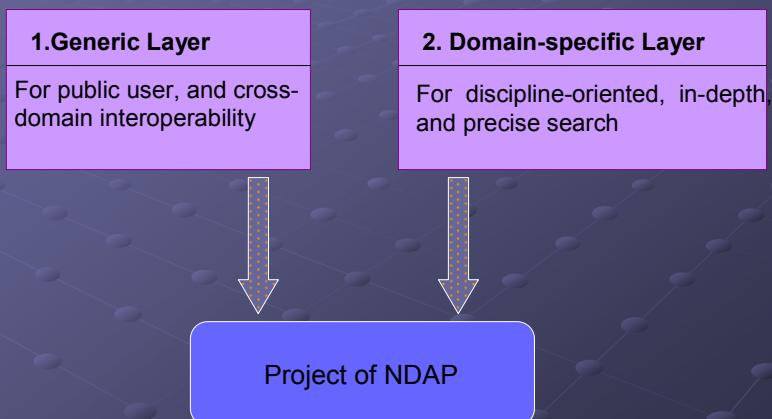 1.Generic Layer
For public user, and cross-
domain interoperability
2. Domain-specific Layer
For discipline-oriented, in-depth,
and precise search
Project of NDAP